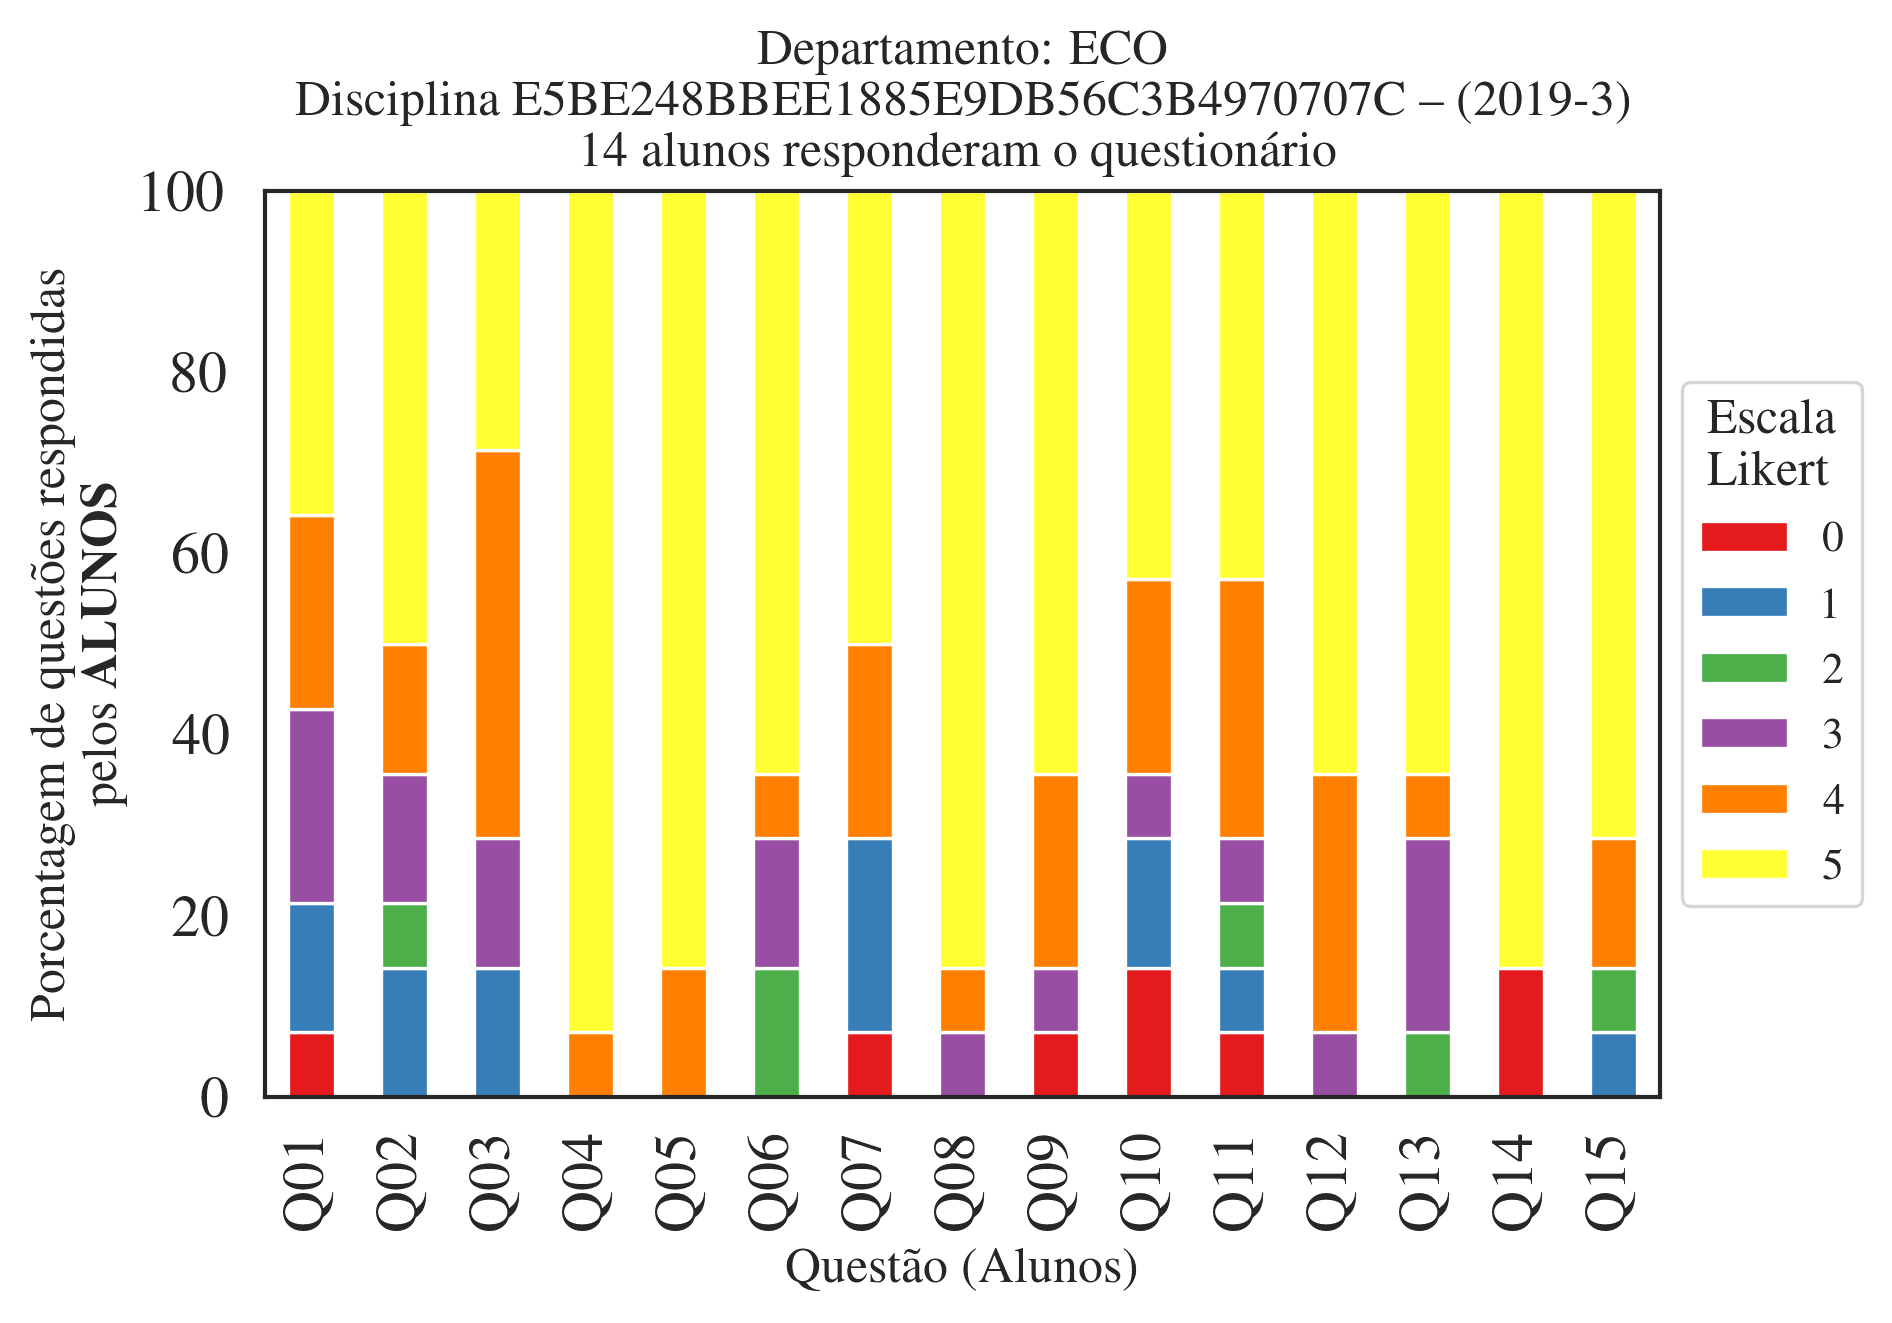 Departamento: ECO
Disciplina E5BE248BBEE1885E9DB56C3B4970707C – (2019-3)
14 alunos responderam o questionário
Porcentagem de questões respondidas
pelos ALUNOS
100
80
60
40
20
0
Q01
Q02
Q03
Q04
Q05
Q06
Q07
Q08
Q09
Q10
Q11
Q12
Q13
Q14
Q15
Questão (Alunos)
Escala
Likert
0
1
2
3
4
5